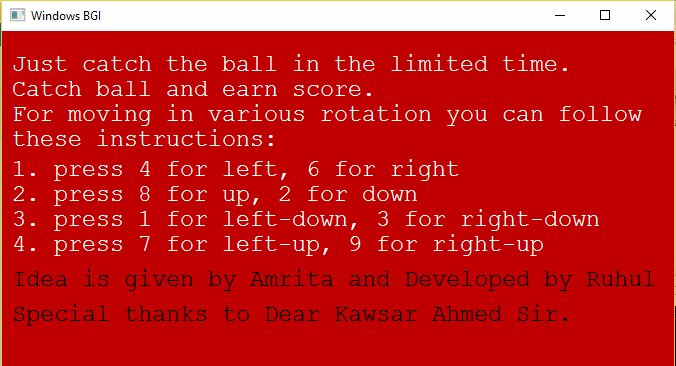 Windows BGI
Just catch the ball in the limited time.
Catch ball and earn score.
For moving in various rotation you can follow
these instructions:
1. press 4 for left, 6 for right
2. press 8 for up, 2 for down
3. press 1 for left-down, 3 for right-down
4. press 7 for left-up, 9 for right-up
Idea is given by Amrita and Developed by Ruhul
Special thanks to Dear Kawsar Ahmed Sir.